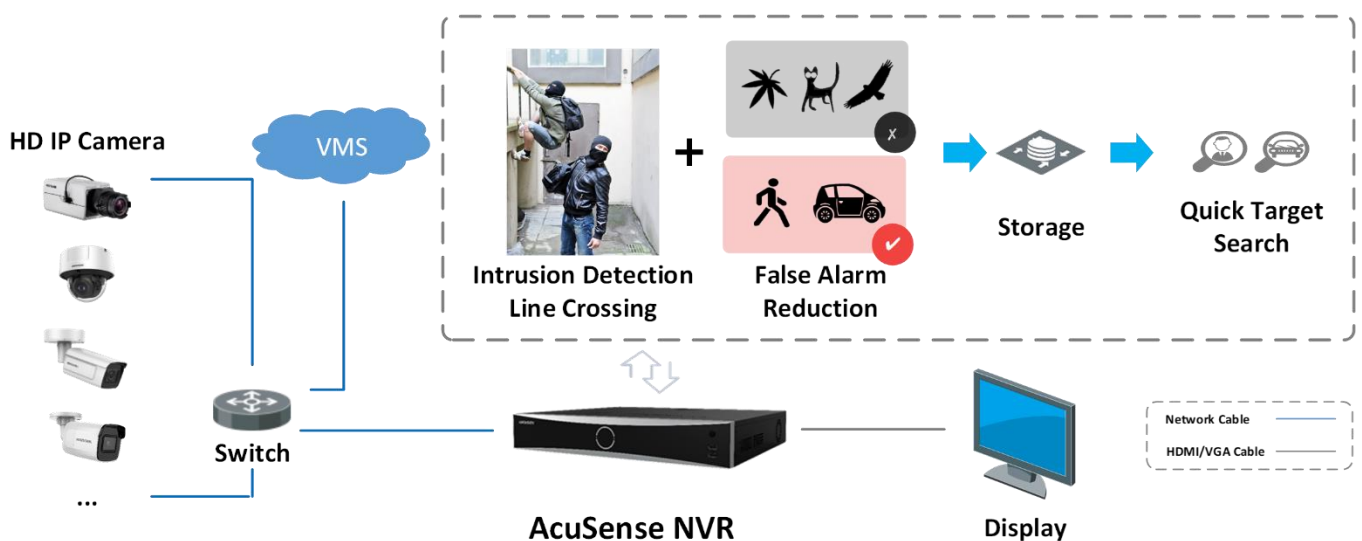 HD IP Camera
VMS
Intrusion Detection
Line Crossing
False Alarm
Reduction
Storage
Quick Target
Search
Switch
...
AcuSense NVR
Display
Network Cable
HDMI/VGA Cable